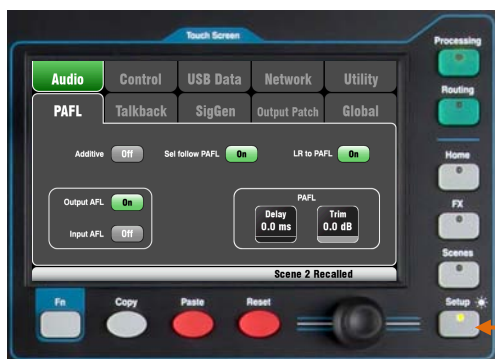 Touch Screen
Processing
Audio Control USB Data Network Utility
Routing
PAFL Talkback SigGen Output Patch Global
Additive Off Sel follow PAFL On LR to PAFL On
Home
Output AFL On
PAFL
FX
Delay Trim
0.0 ms 0.0 dB
Input AFL Off
Scenes
Scene 2 Recalled
Fn Copy Paste Reset Setup